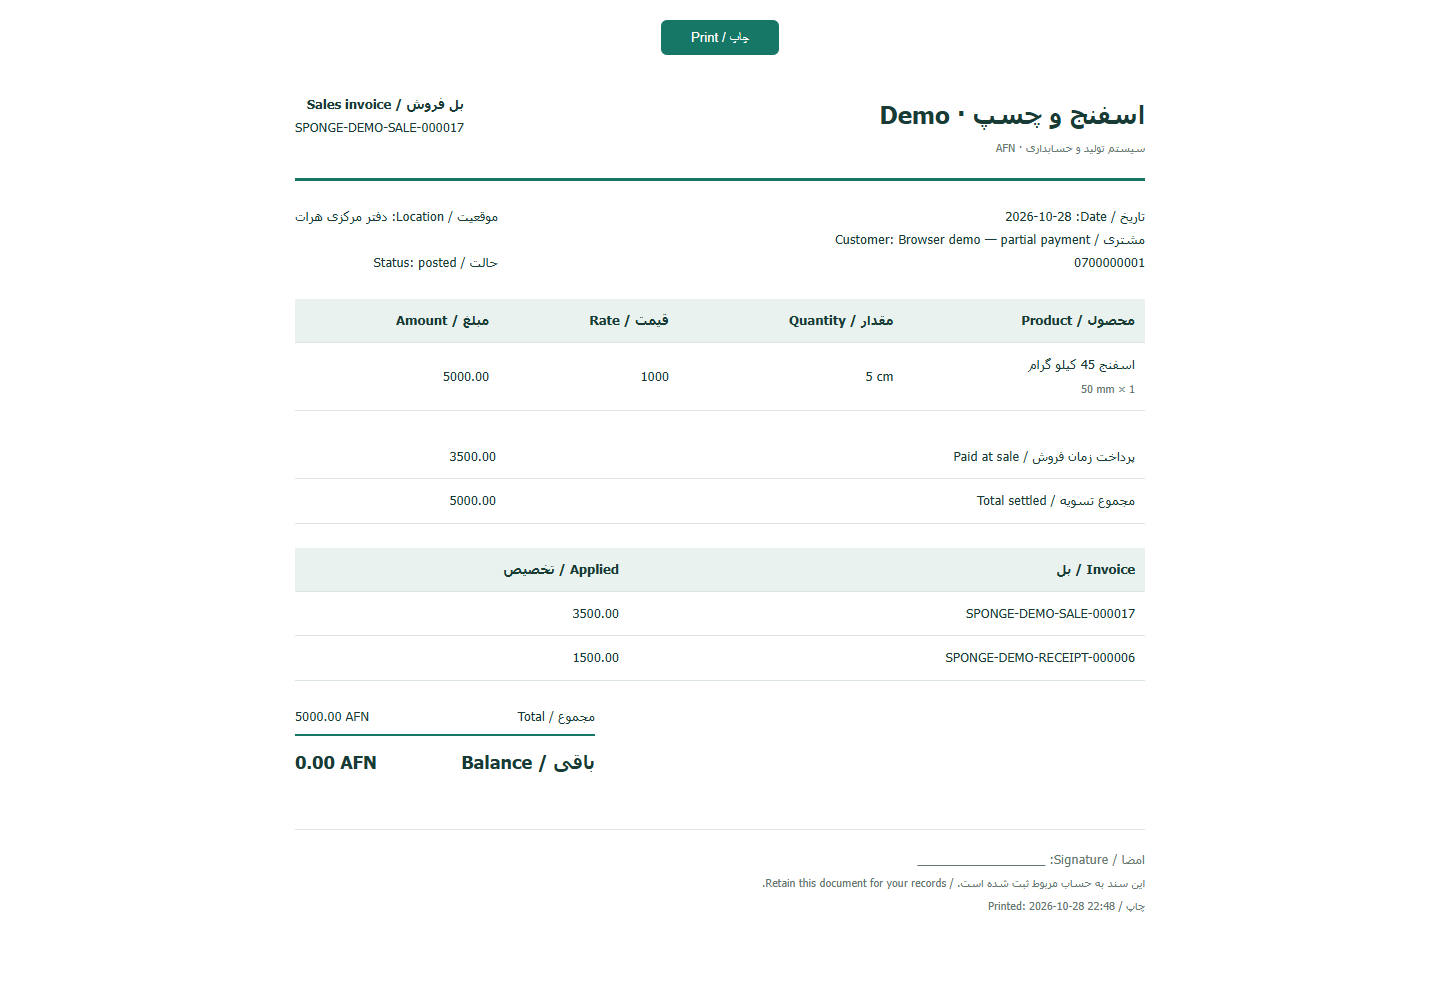 Print / چاپ
اسفنج و چسپ · Demo
سیستم تولید و حسابداری · AFN
بل فروش / Sales invoice
SPONGE-DEMO-SALE-000017
تاریخ / Date: 2026-10-28
مشتری / Customer: Browser demo — partial payment
0700000001
موقعیت / Location: دفتر مرکزی هرات
حالت / Status: posted
محصول / Product مقدار / Quantity قیمت / Rate مبلغ / Amount
اسفنج 45 کیلو گرام 5 cm 1000 5000.00
50 mm × 1
پرداخت زمان فروش / Paid at sale 3500.00
مجموع تسویه / Total settled 5000.00
بل / Invoice تخصیص / Applied
SPONGE-DEMO-SALE-000017 3500.00
SPONGE-DEMO-RECEIPT-000006 1500.00
مجموع / Total 5000.00 AFN
باقی / Balance 0.00 AFN
امضا / Signature: ____________________
این سند به حساب مربوط ثبت شده است. / Retain this document for your records.
چاپ / Printed: 2026-10-28 22:48